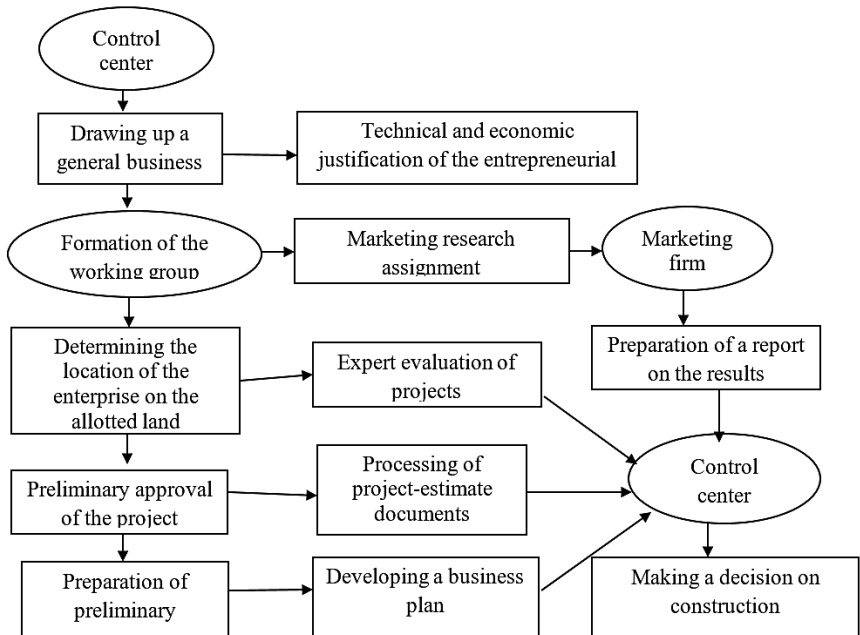 Control
center
Drawing up a
general business
Technical and economic
justification of the entrepreneurial
Formation of the
working group
Marketing research
assignment
Marketing
firm
Determining the
location of the
enterprise on the
allotted land
Expert evaluation of
projects
Preparation of a report
on the results
Preliminary approval
of the project
Processing of
project-estimate
documents
Control
center
Preparation of
preliminary
Developing a business
plan
Making a decision on
construction